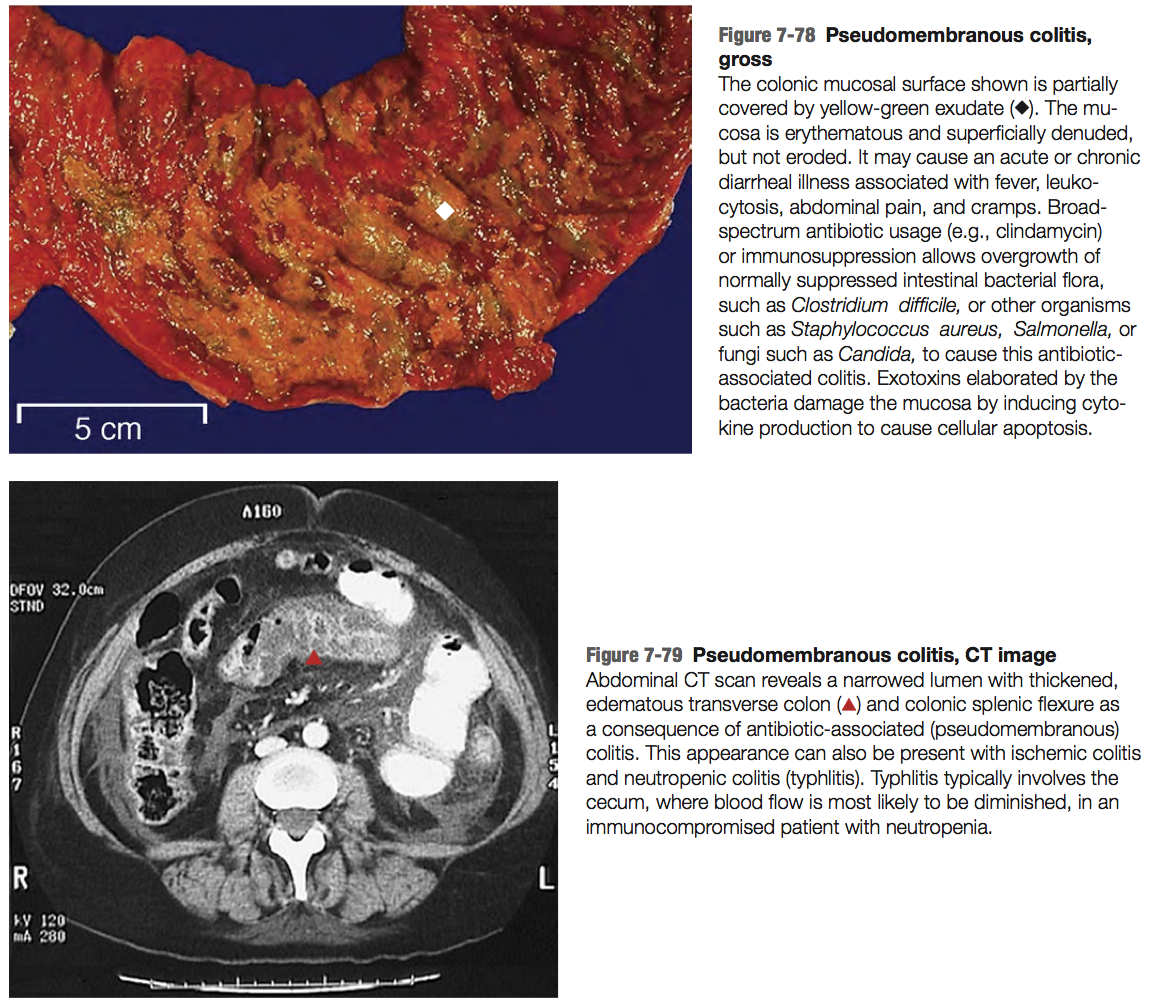 Figure 7-78 Pseudomembranous colitis,
gross
The colonic mucosal surface shown is partially
covered by yellow-green exudate (◆). The mu-
cosa is erythematous and superficially denuded,
but not eroded. It may cause an acute or chronic
diarrheal illness associated with fever, leuko-
cytosis, abdominal pain, and cramps. Broad-
spectrum antibiotic usage (e.g., clindamycin)
or immunosuppression allows overgrowth of
normally suppressed intestinal bacterial flora,
such as Clostridium difficile, or other organisms
such as Staphylococcus aureus, Salmonella, or
fungi such as Candida, to cause this antibiotic-
associated colitis. Exotoxins elaborated by the
bacteria damage the mucosa by inducing cyto-
kine production to cause cellular apoptosis.
5 cm
A160
DFOV 32.0cm
STND
R
1
6
7
L
1
5
4
R
L
kV 120
mA 280
Figure 7-79 Pseudomembranous colitis, CT image
Abdominal CT scan reveals a narrowed lumen with thickened,
edematous transverse colon (▲) and colonic splenic flexure as
a consequence of antibiotic-associated (pseudomembranous)
colitis. This appearance can also be present with ischemic colitis
and neutropenic colitis (typhlitis). Typhlitis typically involves the
cecum, where blood flow is most likely to be diminished, in an
immunocompromised patient with neutropenia.